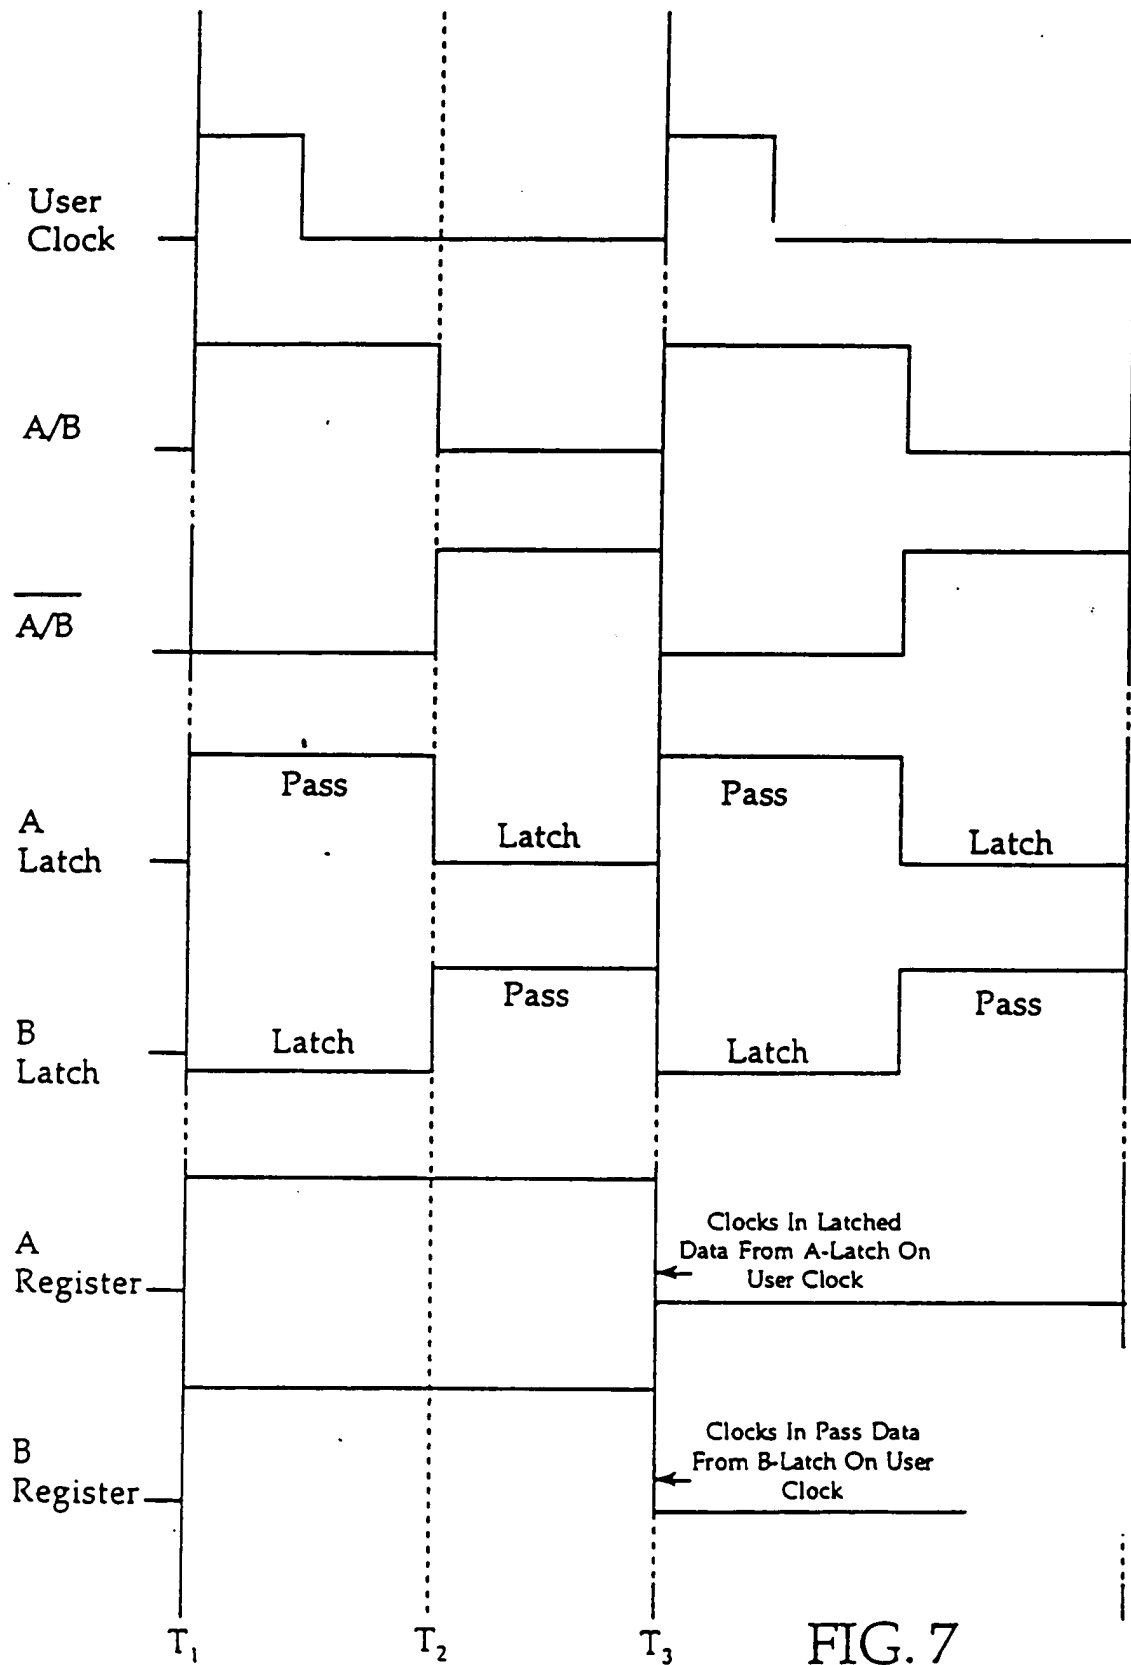 User
Clock
A/B
A/B
Pass
Pass
A
Latch
Latch
Latch
Pass
Pass
B
Latch
Latch
Latch
Clocks In Latched
Data From A-Latch On
User Clock
A
Register
Clocks In Pass Data
From B-Latch On User
Clock
B
Register
T₁
T₂
T₃
FIG. 7